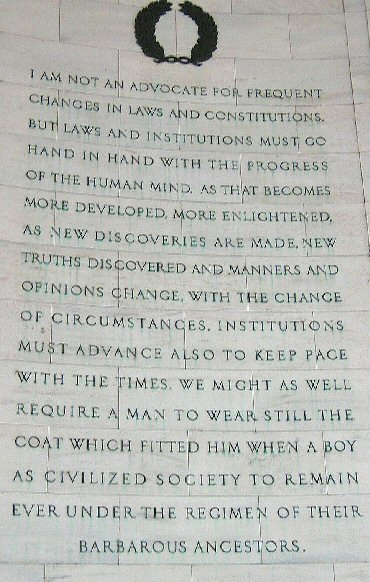 I AM NOT AN ADVOCATE FOR FREQUENT
CHANGES IN LAWS AND CONSTITUTIONS,
BUT LAWS AND INSTITUTIONS MUST GO
HAND IN HAND WITH THE PROGRESS
OF THE HUMAN MIND. AS THAT BECOMES
MORE DEVELOPED, MORE ENLIGHTENED,
AS NEW DISCOVERIES ARE MADE, NEW
TRUTHS DISCOVERED AND MANNERS AND
OPINIONS CHANGE, WITH THE CHANGE
OF CIRCUMSTANCES, INSTITUTIONS
MUST ADVANCE ALSO TO KEEP PACE
WITH THE TIMES. WE MIGHT AS WELL
REQUIRE A MAN TO WEAR STILL THE
COAT WHICH FITTED HIM WHEN A BOY
AS CIVILIZED SOCIETY TO REMAIN
EVER UNDER THE REGIMEN OF THEIR
BARBAROUS ANCESTORS.